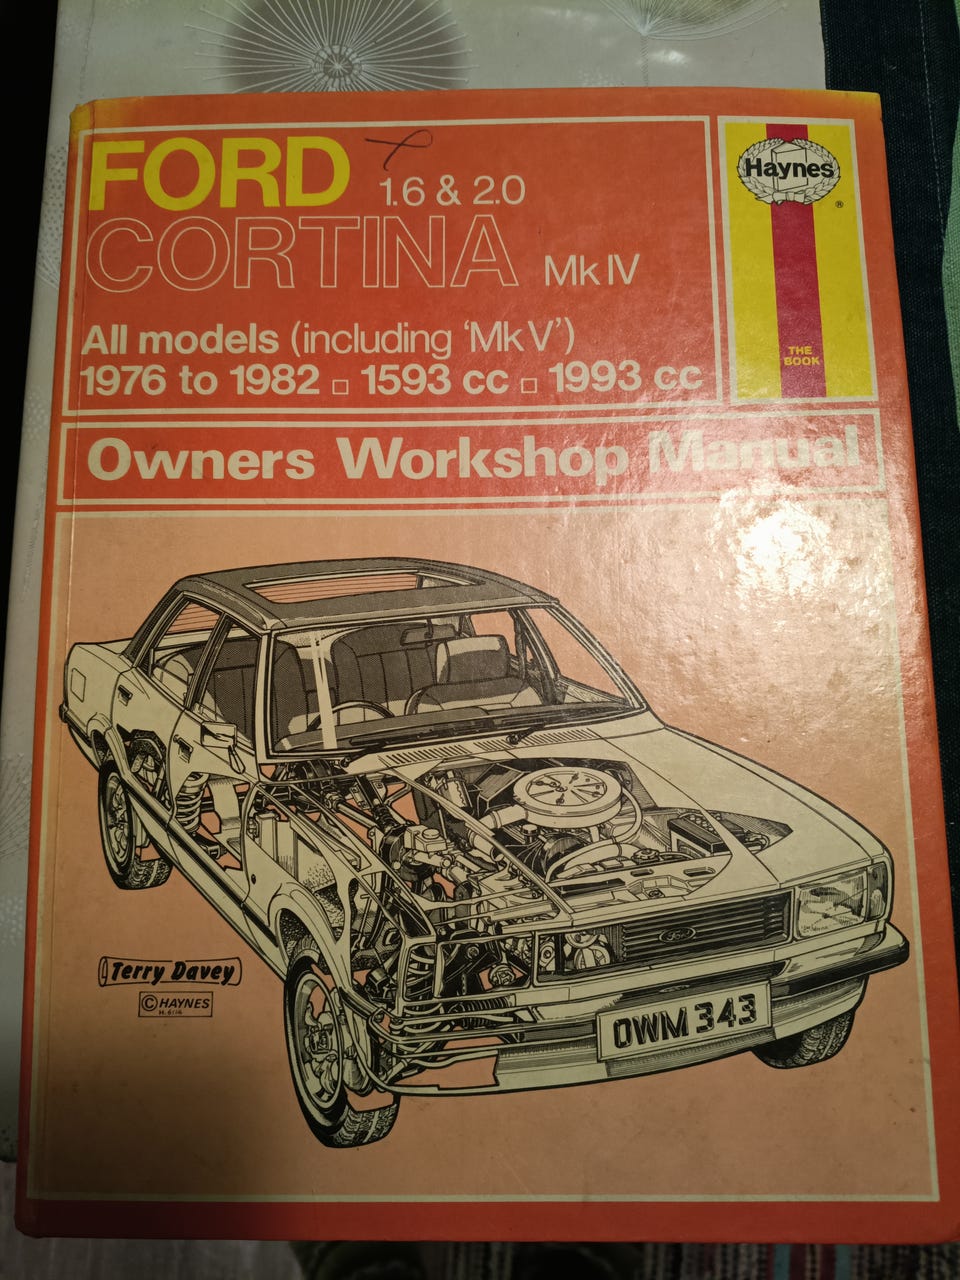 FORD
1.6 & 2.0
CORTINA Mk IV
All models (including 'Mk V')
1976 to 1982 □ 1593 cc □ 1993 cc
Haynes
®
THE
BOOK
Owners Workshop Manual
Terry Davey
© HAYNES
Ford
OWM 343